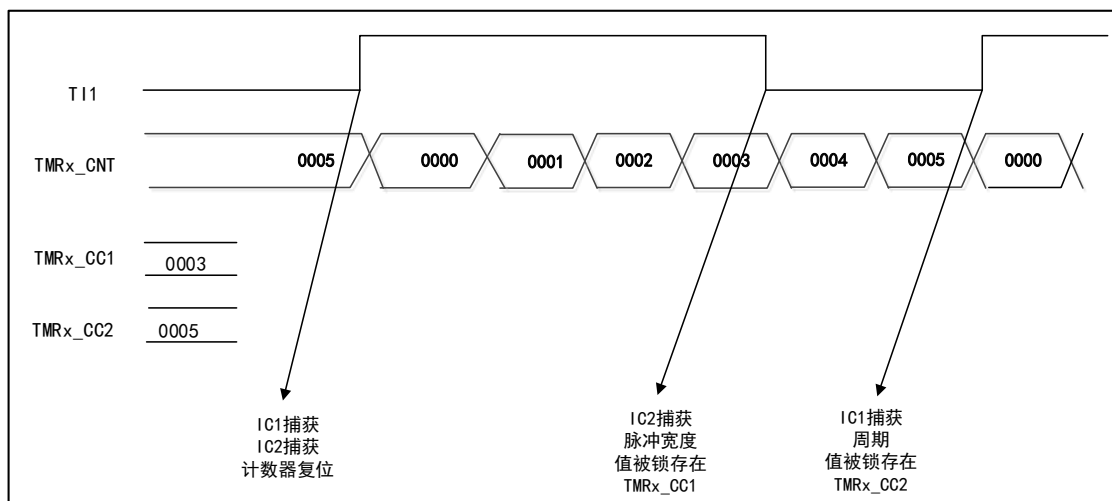 TI1
TMRx_CNT
0005 0000 0001 0002 0003 0004 0005 0000
TMRx_CC1
0003
TMRx_CC2
0005
IC1捕获
IC2捕获
计数器复位
IC2捕获
脉冲宽度
值被锁存在
TMRx_CC1
IC1捕获
周期
值被锁存在
TMRx_CC2